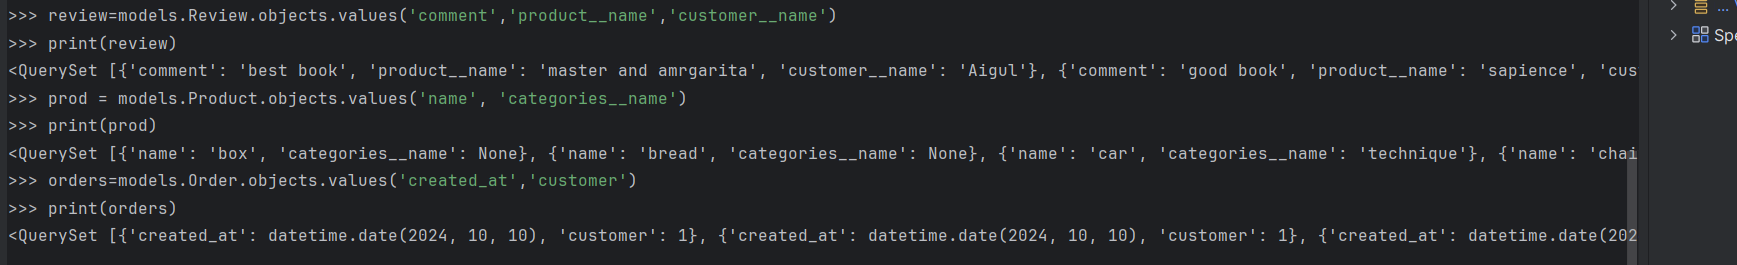 >>> review=models.Review.objects.values('comment','product__name','customer__name')
>>> print(review)
<QuerySet [{'comment': 'best book', 'product__name': 'master and amrgarita', 'customer__name': 'Aigul'}, {'comment': 'good book', 'product__name': 'sapience', 'cus
>>> prod = models.Product.objects.values('name', 'categories__name')
>>> print(prod)
<QuerySet [{'name': 'box', 'categories__name': None}, {'name': 'bread', 'categories__name': None}, {'name': 'car', 'categories__name': 'technique'}, {'name': 'chai
>>> orders=models.Order.objects.values('created_at','customer')
>>> print(orders)
<QuerySet [{'created_at': datetime.date(2024, 10, 10), 'customer': 1}, {'created_at': datetime.date(2024, 10, 10), 'customer': 1}, {'created_at': datetime.date(202
...
Spe